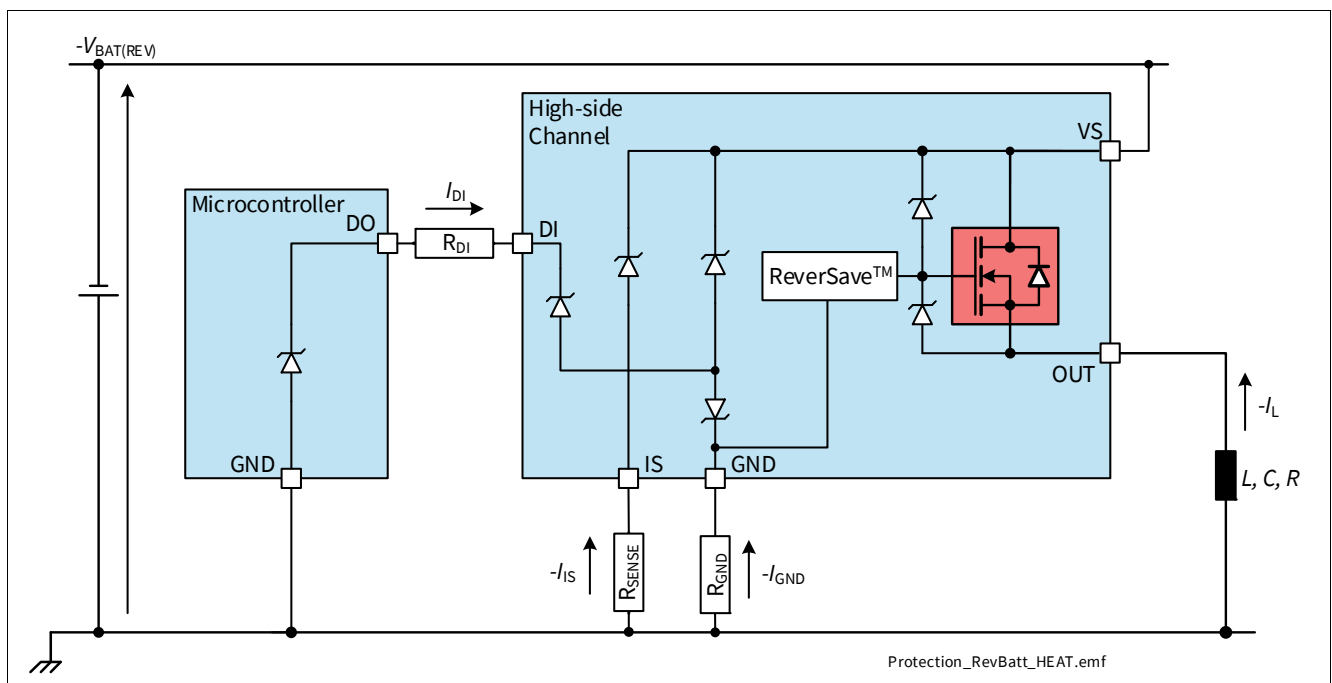 -VBAT(REV)
High-side
Channel
VS
Microcontroller
DO
IDI
RDI
DI
ReverSave™
OUT
-IL
GND
IS
GND
L, C, R
-IIS
RSENSE
RGND
-IGND
Protection_RevBatt_HEAT.emf